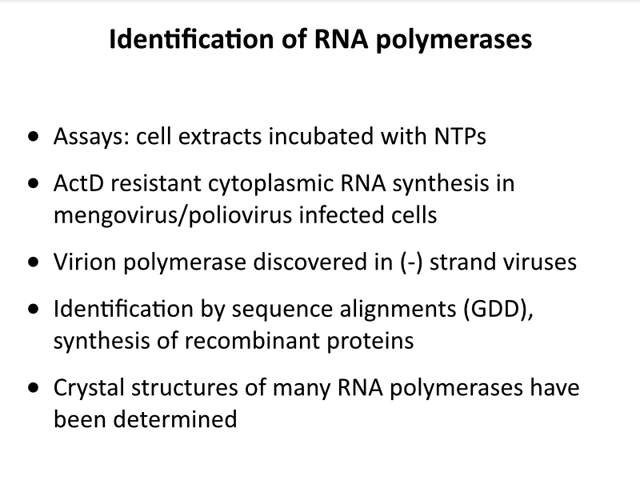 Identification of RNA polymerases
• Assays: cell extracts incubated with NTPs
• ActD resistant cytoplasmic RNA synthesis in
mengovirus/poliovirus infected cells
• Virion polymerase discovered in (-) strand viruses
• Identification by sequence alignments (GDD),
synthesis of recombinant proteins
• Crystal structures of many RNA polymerases have
been determined